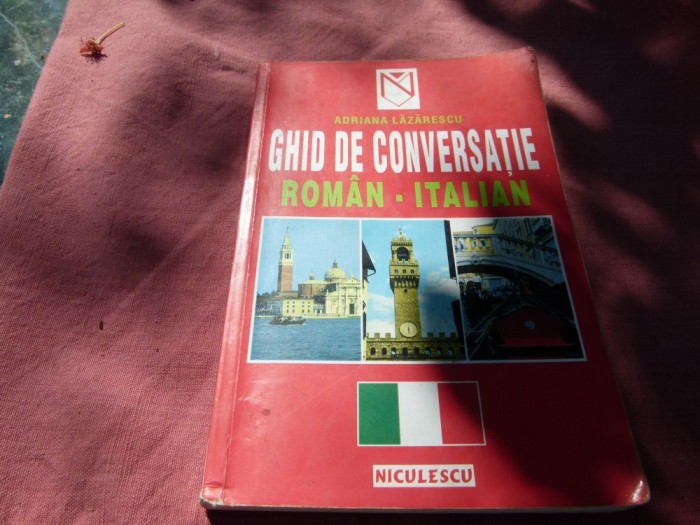 ADRIANA LĂZĂRESCU
GHID DE CONVERSAȚIE
ROMÂN - ITALIAN
NICULESCU